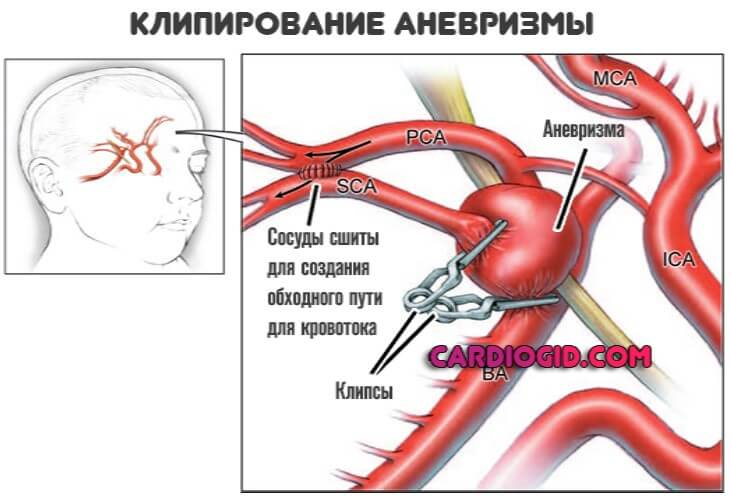 КЛИПИРОВАНИЕ АНЕВРИЗМЫ
MCA
Аневризма
PCA
SCA
Сосуды сшиты
для создания
обходного пути
для кровотока
ICA
CARDIOGID.COM
BA
Клипсы